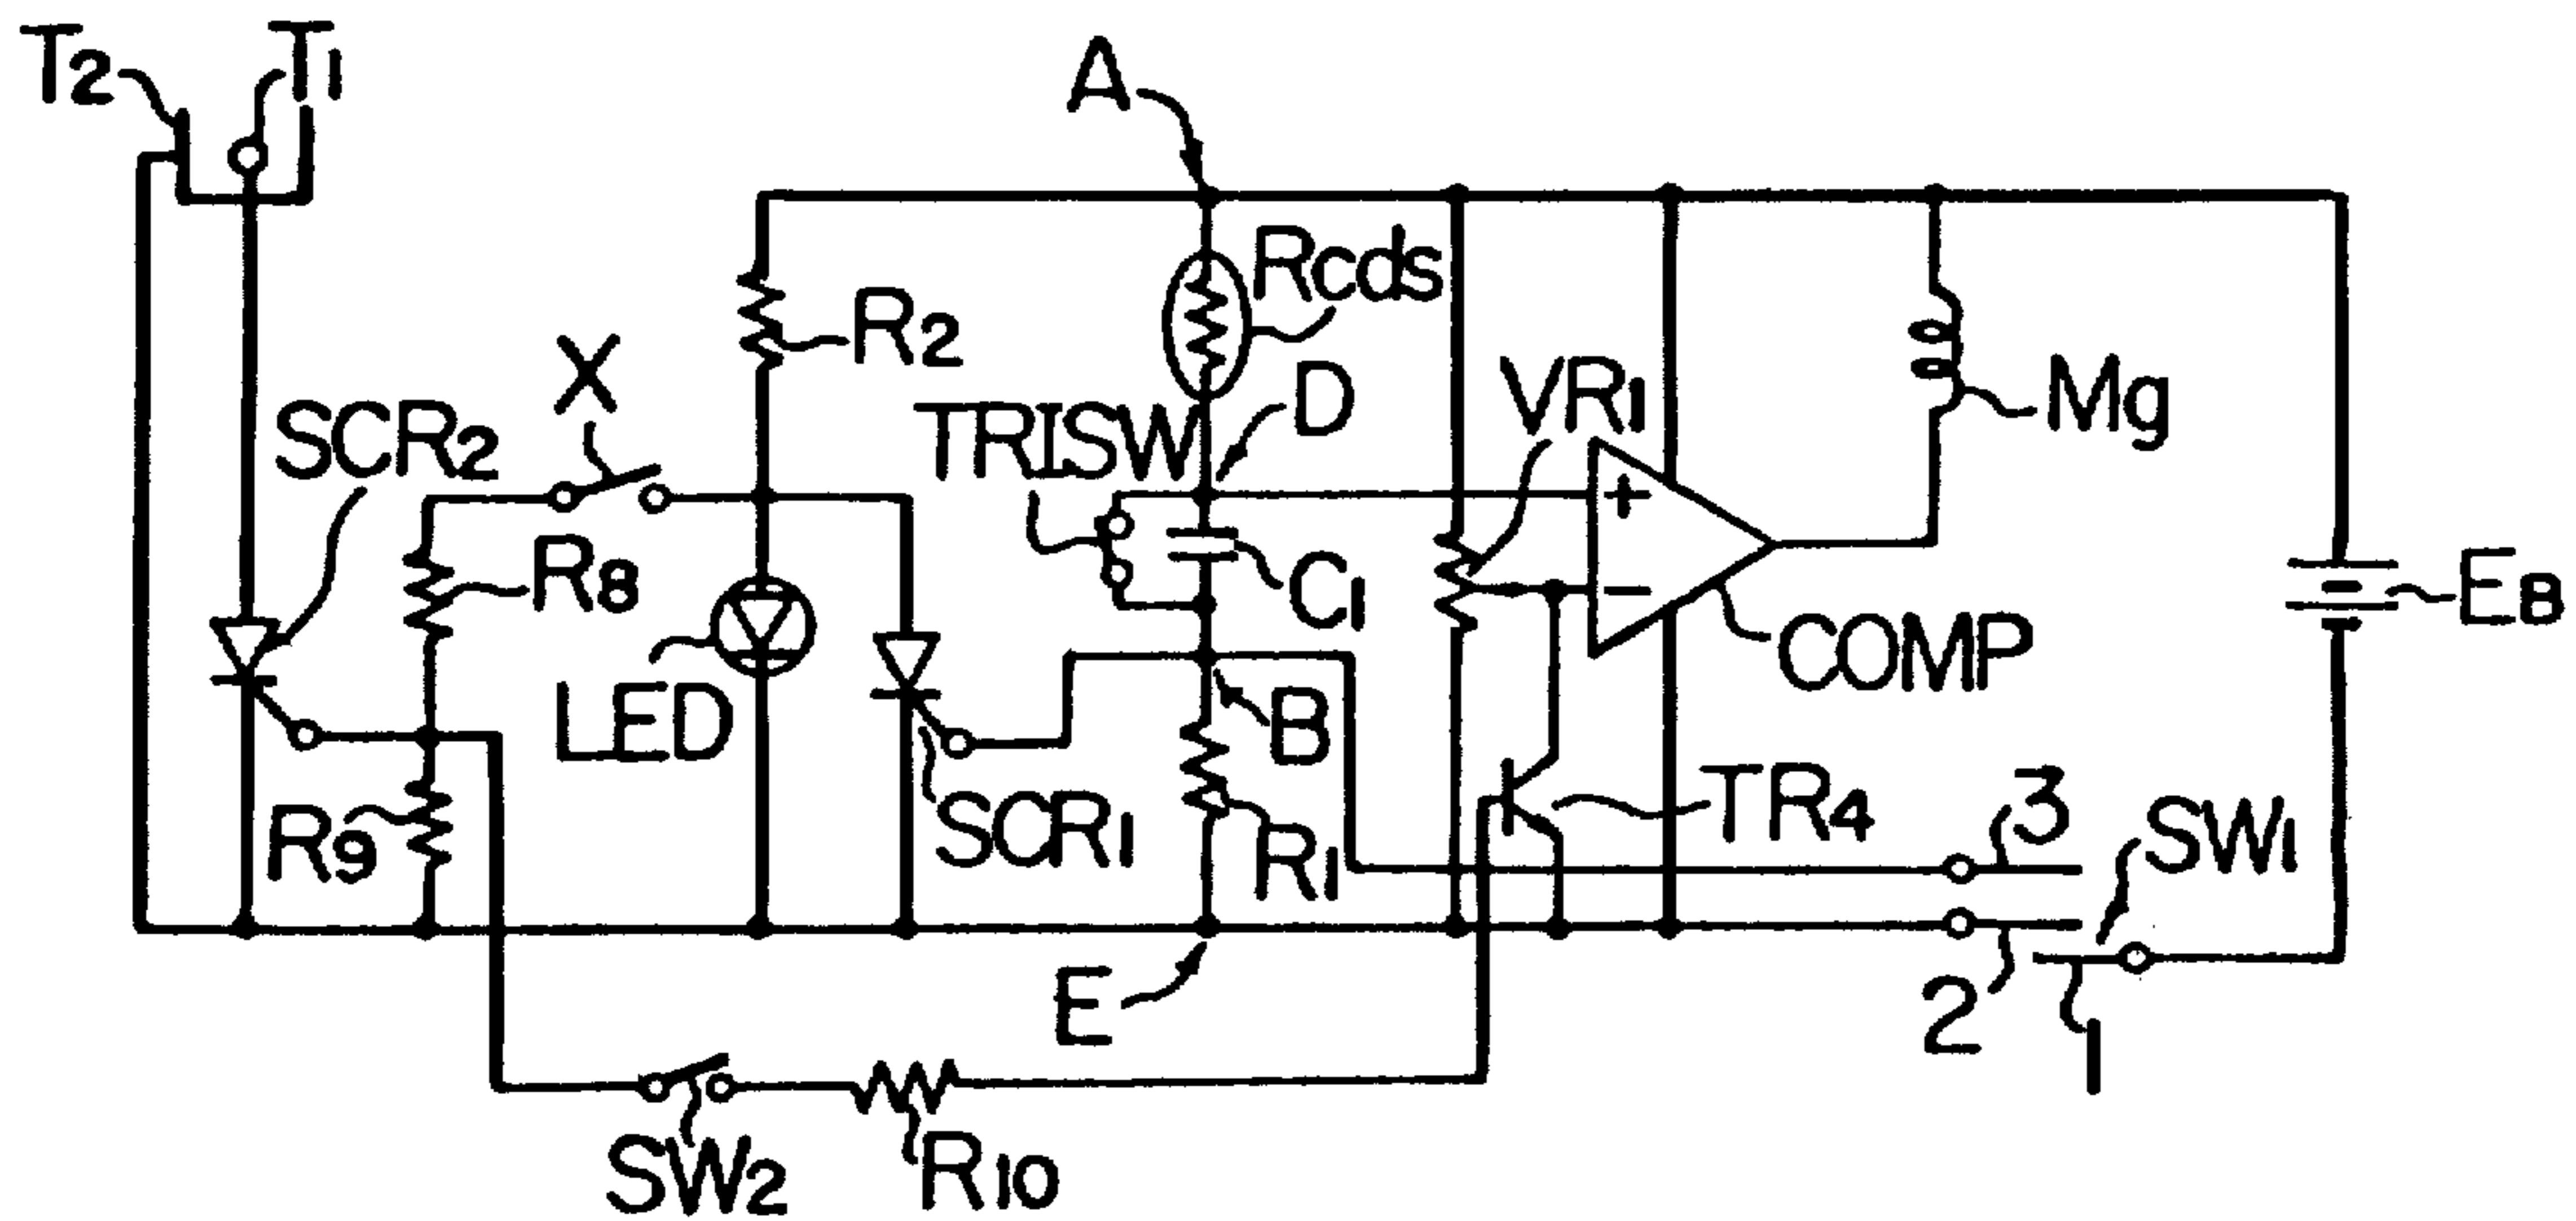 T2
T1
A
Rcds
R2
X
D
VR1
Mg
TRISW
SCR2
R8
C1
EB
COMP
LED
B
TR4
3
SW1
SCR1
R1
R9
E
2
1
SW2
R10
+
−